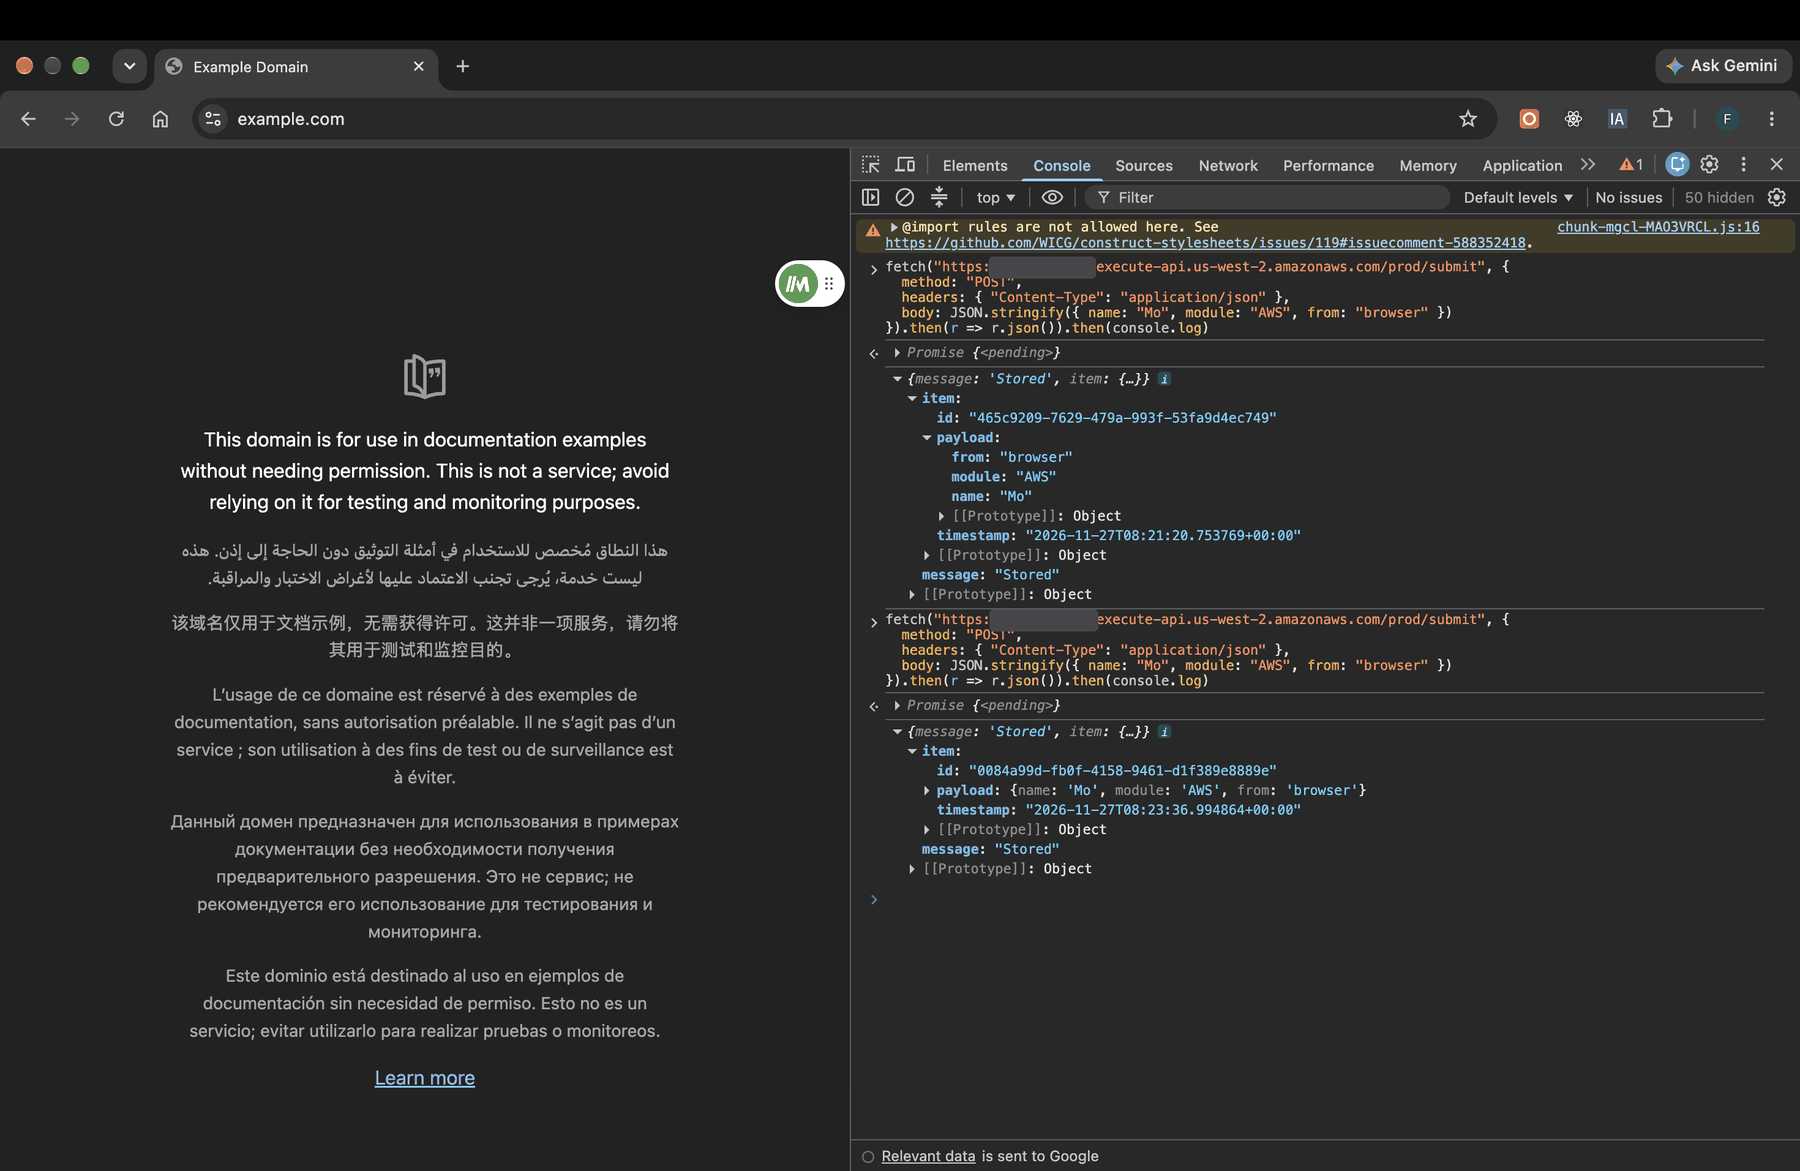 Example Domain
Ask Gemini
example.com
IA
F
Elements
Console
Sources
Network
Performance
Memory
Application
1
top
Filter
Default levels
No issues
50 hidden
This domain is for use in documentation examples
without needing permission. This is not a service; avoid
relying on it for testing and monitoring purposes.
هذا النطاق مُخصص للاستخدام في أمثلة التوثيق دون الحاجة إلى إذن. هذه
ليست خدمة، يُرجى تجنب الاعتماد عليها لأغراض الاختبار والمراقبة.
该域名仅用于文档示例，无需获得许可。这并非一项服务，请勿将
其用于测试和监控目的。
L’usage de ce domaine est réservé à des exemples de
documentation, sans autorisation préalable. Il ne s’agit pas d’un
service ; son utilisation à des fins de test ou de surveillance est
à éviter.
Данный домен предназначен для использования в примерах
документации без необходимости получения
предварительного разрешения. Это не сервис; не
рекомендуется его использование для тестирования и
мониторинга.
Este dominio está destinado al uso en ejemplos de
documentación sin necesidad de permiso. Esto no es un
servicio; evitar utilizarlo para realizar pruebas o monitoreos.
Learn more
@import rules are not allowed here. See
https://github.com/WICG/construct-stylesheets/issues/119#issuecomment-588352418.
chunk-mgcl-MAO3VRCL.js:16
fetch("https: execute-api.us-west-2.amazonaws.com/prod/submit", {
method: "POST",
headers: { "Content-Type": "application/json" },
body: JSON.stringify({ name: "Mo", module: "AWS", from: "browser" })
}).then(r => r.json()).then(console.log)
Promise {<pending>}
{message: 'Stored', item: {…}} i
item:
id: "465c9209-7629-479a-993f-53fa9d4ec749"
payload:
from: "browser"
module: "AWS"
name: "Mo"
[[Prototype]]: Object
timestamp: "2026-11-27T08:21:20.753769+00:00"
[[Prototype]]: Object
message: "Stored"
[[Prototype]]: Object
fetch("https: execute-api.us-west-2.amazonaws.com/prod/submit", {
method: "POST",
headers: { "Content-Type": "application/json" },
body: JSON.stringify({ name: "Mo", module: "AWS", from: "browser" })
}).then(r => r.json()).then(console.log)
Promise {<pending>}
{message: 'Stored', item: {…}} i
item:
id: "0084a99d-fb0f-4158-9461-d1f389e8889e"
payload: {name: 'Mo', module: 'AWS', from: 'browser'}
timestamp: "2026-11-27T08:23:36.994864+00:00"
[[Prototype]]: Object
message: "Stored"
[[Prototype]]: Object
Relevant data is sent to Google